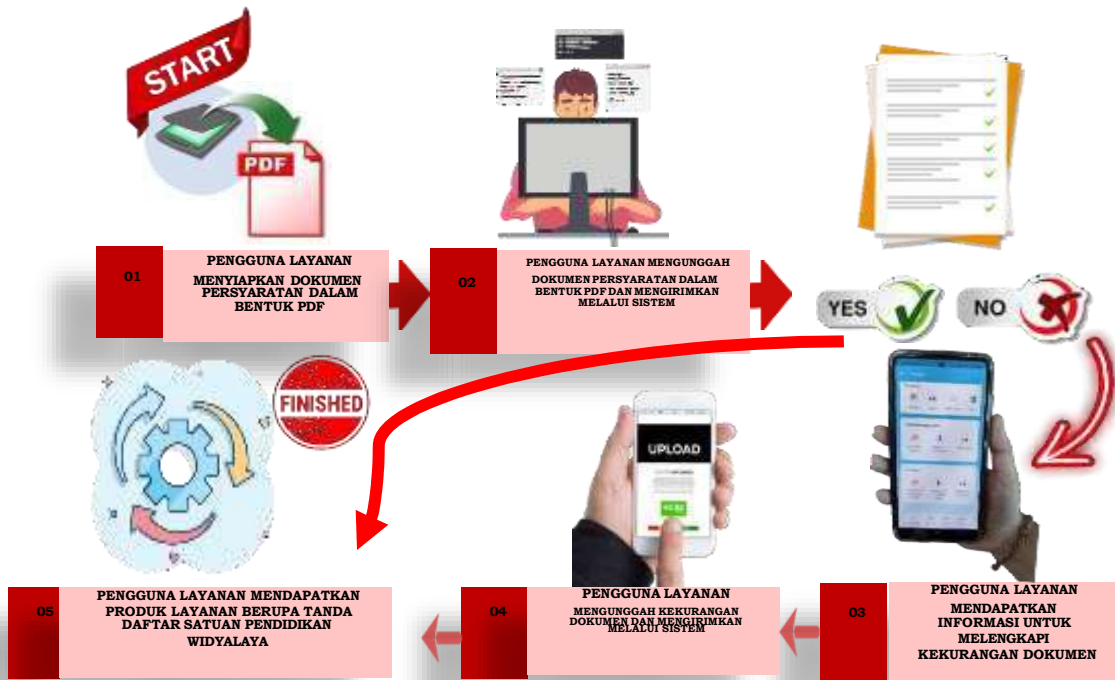 START
PDF
01
PENGGUNA LAYANAN
MENYIAPKAN DOKUMEN
PERSYARATAN DALAM
BENTUK PDF
02
PENGGUNA LAYANAN MENGUNGGAH
DOKUMEN PERSYARATAN DALAM
BENTUK PDF DAN MENGIRIMKAN
MELALUI SISTEM
YES
NO
FINISHED
UPLOAD
05
PENGGUNA LAYANAN MENDAPATKAN
PRODUK LAYANAN BERUPA TANDA
DAFTAR SATUAN PENDIDIKAN
WIDYALAYA
04
PENGGUNA LAYANAN
MENGUNGGAH KEKURANGAN
DOKUMEN DAN MENGIRIMKAN
MELALUI SISTEM
03
PENGGUNA LAYANAN
MENDAPATKAN
INFORMASI UNTUK
MELENGKAPI
KEKURANGAN DOKUMEN